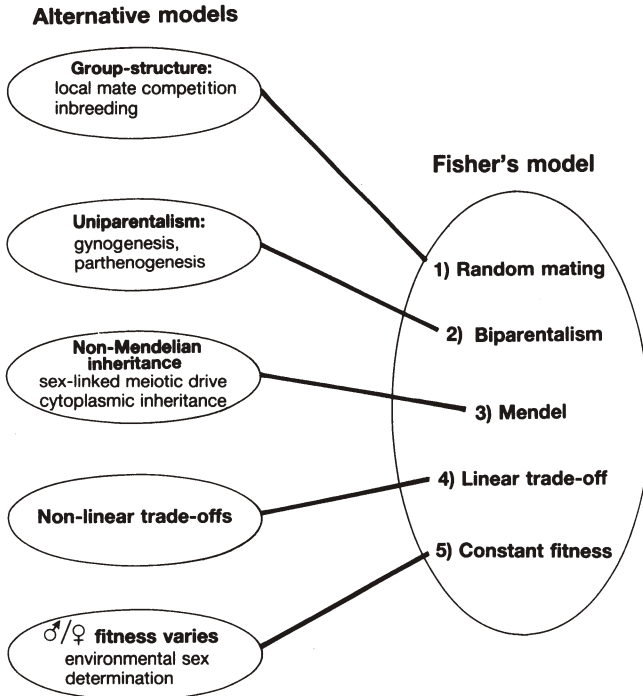 Alternative models
Group-structure:
local mate competition
inbreeding
Uniparentalism:
gynogenesis,
parthenogenesis
Non-Mendelian
inheritance
sex-linked meiotic drive
cytoplasmic inheritance
Non-linear trade-offs
♂/♀ fitness varies
environmental sex
determination
Fisher's model
1) Random mating
2) Biparentalism
3) Mendel
4) Linear trade-off
5) Constant fitness